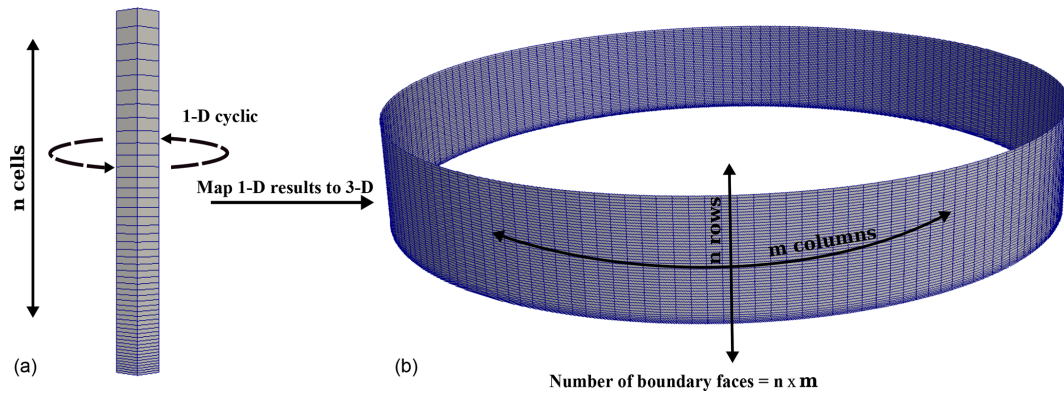 n cells
1-D cyclic
Map 1-D results to 3-D
n rows
m columns
(a)
(b)
Number of boundary faces = n x m